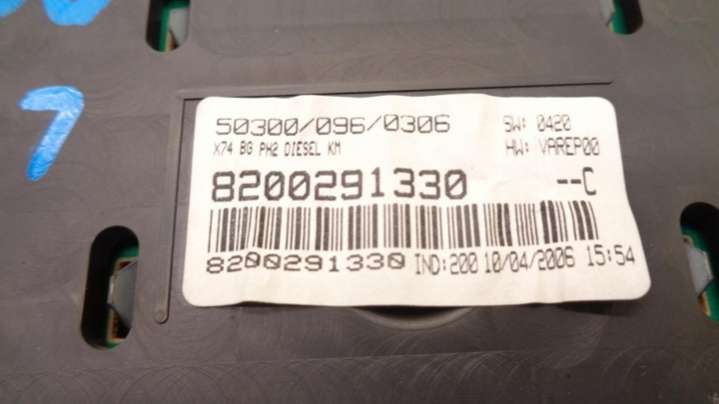 7
50300/096/0306 SW: 0420
X74 BG PH2 DIESEL KM HW: VAREP00
8200291330 --C
8200291330 IND:200 10/04/2006 15:54